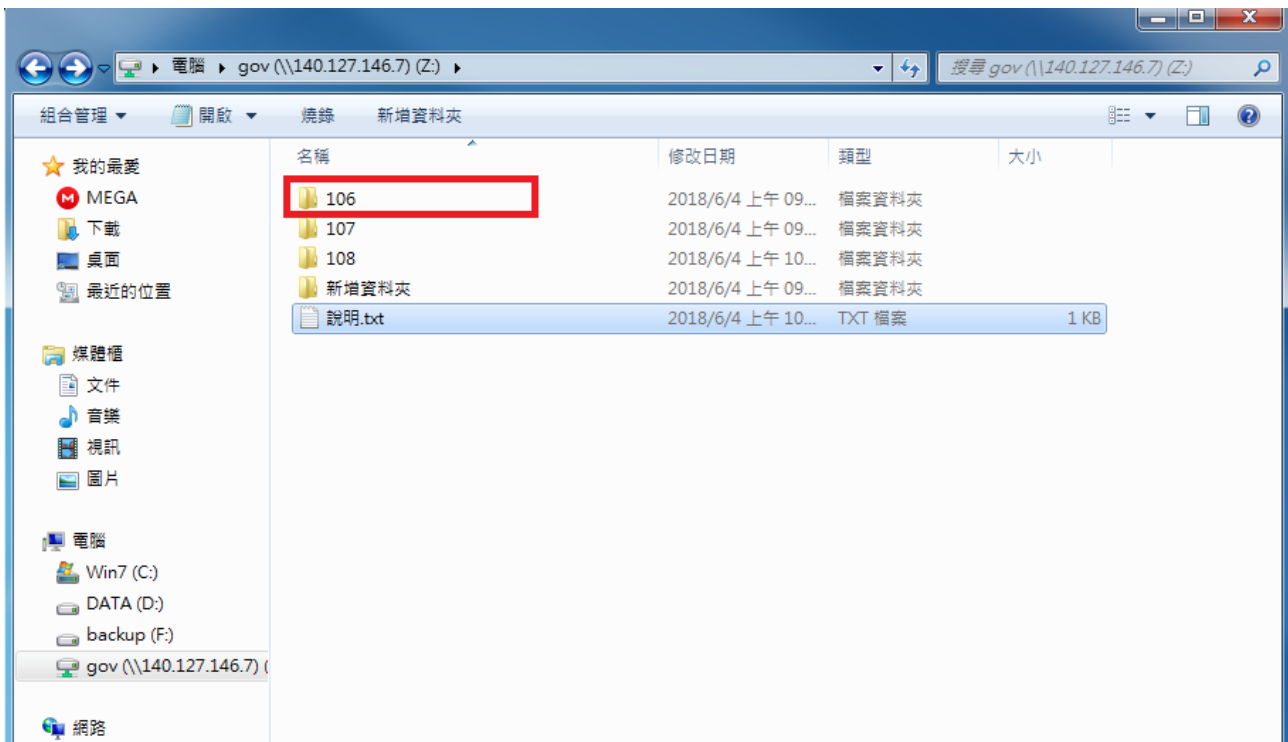 電腦 gov (\\140.127.146.7) (Z:)
搜尋 gov (\\140.127.146.7) (Z:)
組合管理 開啟 燒錄 新增資料夾
名稱 修改日期 類型 大小
106 2018/6/4 上午 09... 檔案資料夾
107 2018/6/4 上午 09... 檔案資料夾
108 2018/6/4 上午 10... 檔案資料夾
新增資料夾 2018/6/4 上午 09... 檔案資料夾
說明.txt 2018/6/4 上午 10... TXT 檔案 1 KB
我的最愛
MEGA
下載
桌面
最近的位置
媒體櫃
文件
音樂
視訊
圖片
電腦
Win7 (C:)
DATA (D:)
backup (F:)
gov (\\140.127.146.7) (
網路